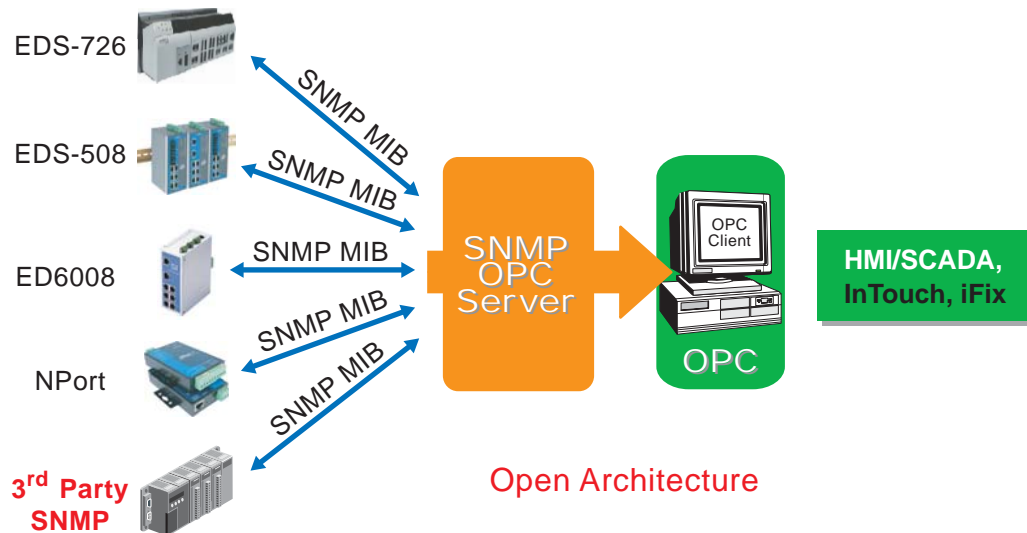 EDS-726
SNMP MIB
EDS-508
SNMP MIB
ED6008
SNMP MIB
NPort
SNMP MIB
3rd Party
SNMP
SNMP MIB
SNMP
OPC
Server
OPC
Client
OPC
HMI/SCADA,
InTouch, iFix
Open Architecture